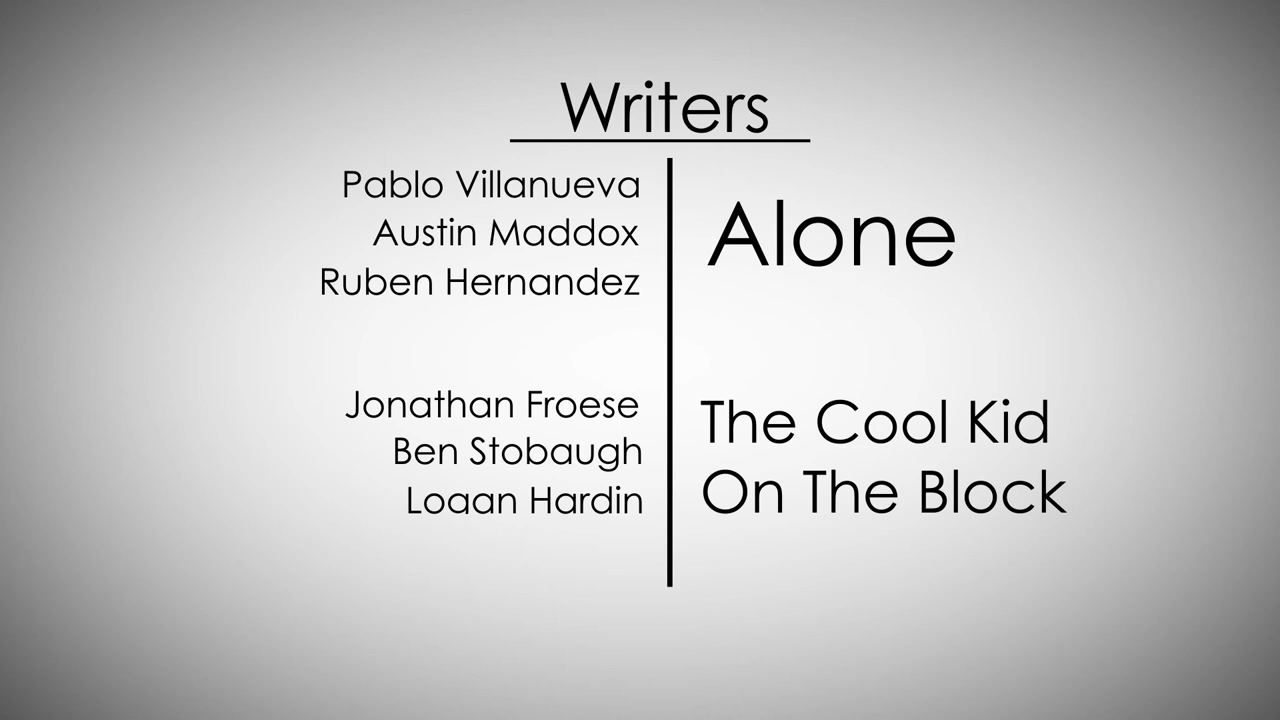 Writers
Pablo Villanueva
Austin Maddox
Ruben Hernandez
Alone
Jonathan Froese
Ben Stobaugh
Logan Hardin
The Cool Kid
On The Block